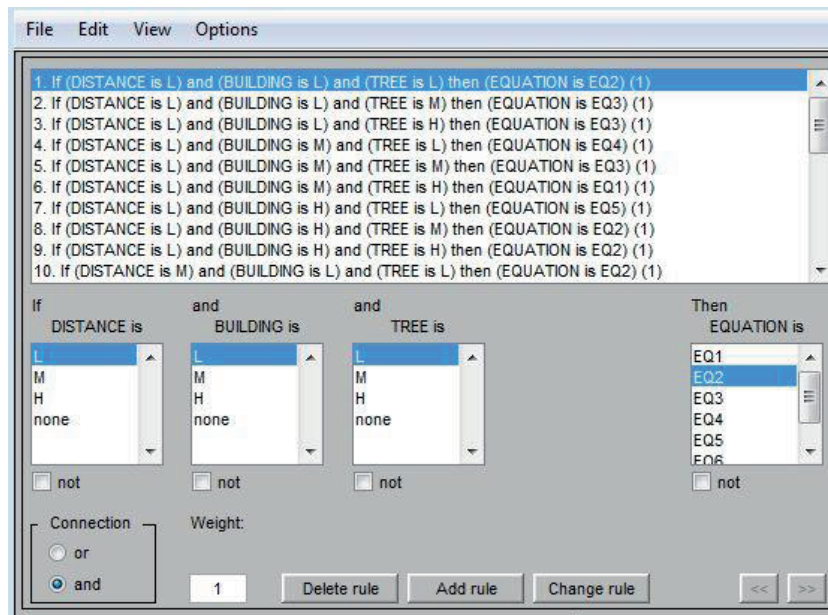 File Edit View Options
1. If (DISTANCE is L) and (BUILDING is L) and (TREE is L) then (EQUATION is EQ2) (1)
2. If (DISTANCE is L) and (BUILDING is L) and (TREE is M) then (EQUATION is EQ3) (1)
3. If (DISTANCE is L) and (BUILDING is L) and (TREE is H) then (EQUATION is EQ3) (1)
4. If (DISTANCE is L) and (BUILDING is M) and (TREE is L) then (EQUATION is EQ4) (1)
5. If (DISTANCE is L) and (BUILDING is M) and (TREE is M) then (EQUATION is EQ3) (1)
6. If (DISTANCE is L) and (BUILDING is M) and (TREE is H) then (EQUATION is EQ1) (1)
7. If (DISTANCE is L) and (BUILDING is H) and (TREE is L) then (EQUATION is EQ5) (1)
8. If (DISTANCE is L) and (BUILDING is H) and (TREE is M) then (EQUATION is EQ2) (1)
9. If (DISTANCE is L) and (BUILDING is H) and (TREE is H) then (EQUATION is EQ2) (1)
10. If (DISTANCE is M) and (BUILDING is L) and (TREE is L) then (EQUATION is EQ2) (1)
If and and Then
DISTANCE is BUILDING is TREE is EQUATION is
L L L EQ1
M M M EQ2
H H H EQ3
none none none EQ4
EQ5
EQ6
not not not not
Connection Weight:
or
and 1 Delete rule Add rule Change rule << >>